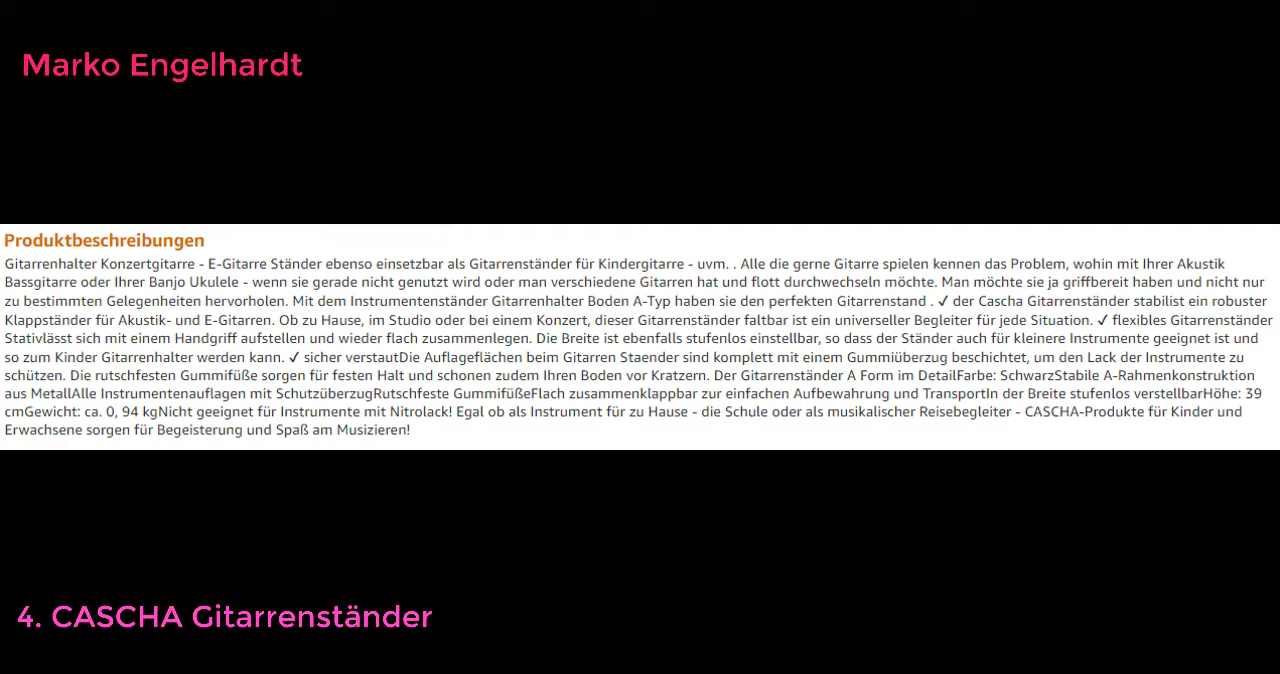 Marko Engelhardt
Produktbeschreibungen
Gitarrenhalter Konzertgitarre - E-Gitarre Ständer ebenso einsetzbar als Gitarrenständer für Kindergitarre - uvm. . Alle die gerne Gitarre spielen kennen das Problem, wohin mit Ihrer Akustik
Bassgitarre oder Ihrer Banjo Ukulele - wenn sie gerade nicht genutzt wird oder man verschiedene Gitarren hat und flott durchwechseln möchte. Man möchte sie ja griffbereit haben und nicht nur
zu bestimmten Gelegenheiten hervorholen. Mit dem Instrumentenständer Gitarrenhalter Boden A-Typ haben sie den perfekten Gitarrenstand . ✓ der Cascha Gitarrenständer stabilist ein robuster
Klappständer für Akustik- und E-Gitarren. Ob zu Hause, im Studio oder bei einem Konzert, dieser Gitarrenständer faltbar ist ein universeller Begleiter für jede Situation. ✓ flexibles Gitarrenständer
Stativlässt sich mit einem Handgriff aufstellen und wieder flach zusammenlegen. Die Breite ist ebenfalls stufenlos einstellbar, so dass der Ständer auch für kleinere Instrumente geeignet ist und
so zum Kinder Gitarrenhalter werden kann. ✓ sicher verstautDie Auflageflächen beim Gitarren Staender sind komplett mit einem Gummiüberzug beschichtet, um den Lack der Instrumente zu
schützen. Die rutschfesten Gummifüße sorgen für festen Halt und schonen zudem Ihren Boden vor Kratzern. Der Gitarrenständer A Form im DetailFarbe: SchwarzStabile A-Rahmenkonstruktion
aus MetallAlle Instrumentenauflagen mit SchutzüberzugRutschfeste GummifüßeFlach zusammenklappbar zur einfachen Aufbewahrung und TransportIn der Breite stufenlos verstellbarHöhe: 39
cmGewicht: ca. 0, 94 kgNicht geeignet für Instrumente mit Nitrolack! Egal ob als Instrument für zu Hause - die Schule oder als musikalischer Reisebegleiter - CASCHA-Produkte für Kinder und
Erwachsene sorgen für Begeisterung und Spaß am Musizieren!
4. CASCHA Gitarrenständer